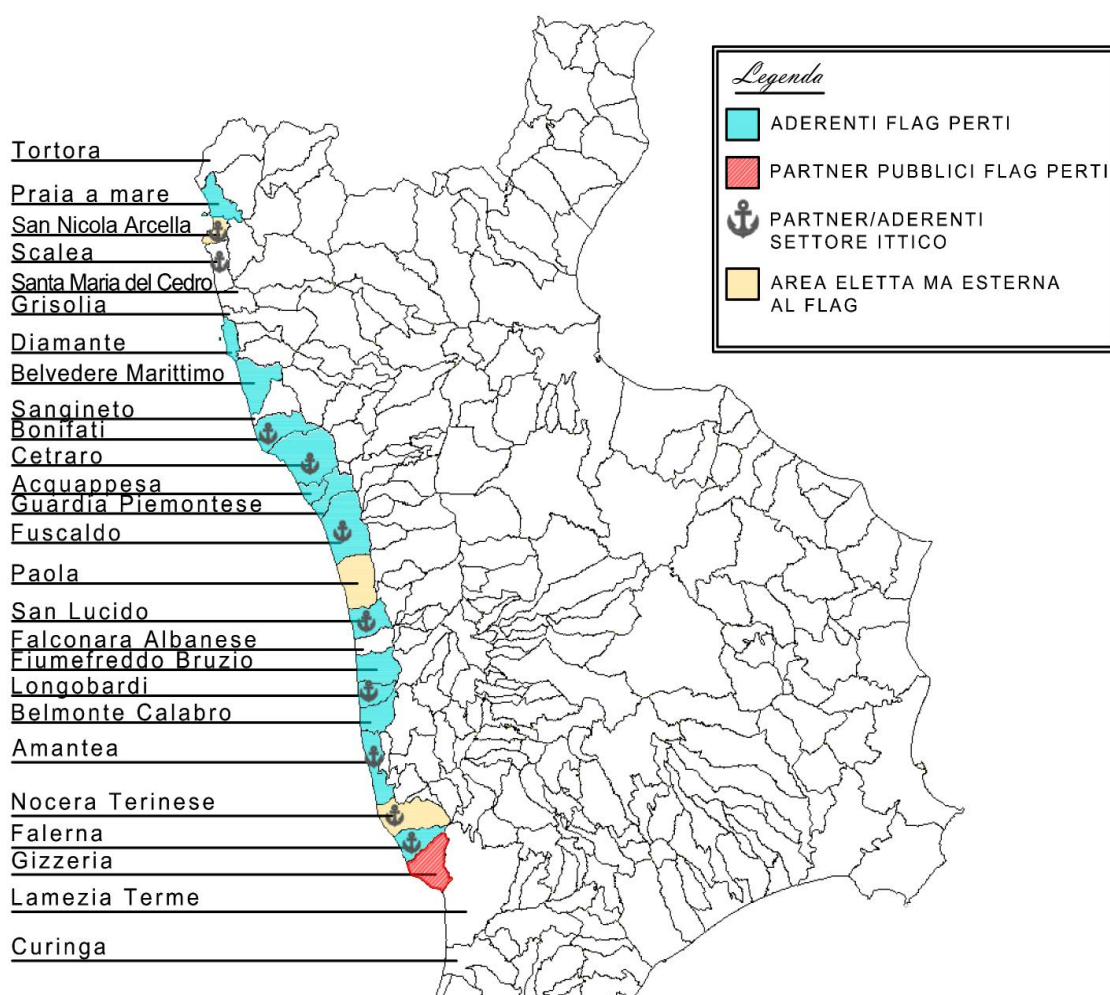 Legenda
ADERENTI FLAG PERTI
PARTNER PUBBLICI FLAG PERTI
PARTNER/ADERENTI
SETTORE ITTICO
AREA ELETTA MA ESTERNA
AL FLAG
Tortora
Praia a mare
San Nicola Arcella
Scalea
Santa Maria del Cedro
Grisolia
Diamante
Belvedere Marittimo
Sangineto
Bonifati
Cetraro
Acquappesa
Guardia Piemontese
Fuscaldo
Paola
San Lucido
Falconara Albanese
Fiumefreddo Bruzio
Longobardi
Belmonte Calabro
Amantea
Nocera Terinese
Falerna
Gizzeria
Lamezia Terme
Curinga